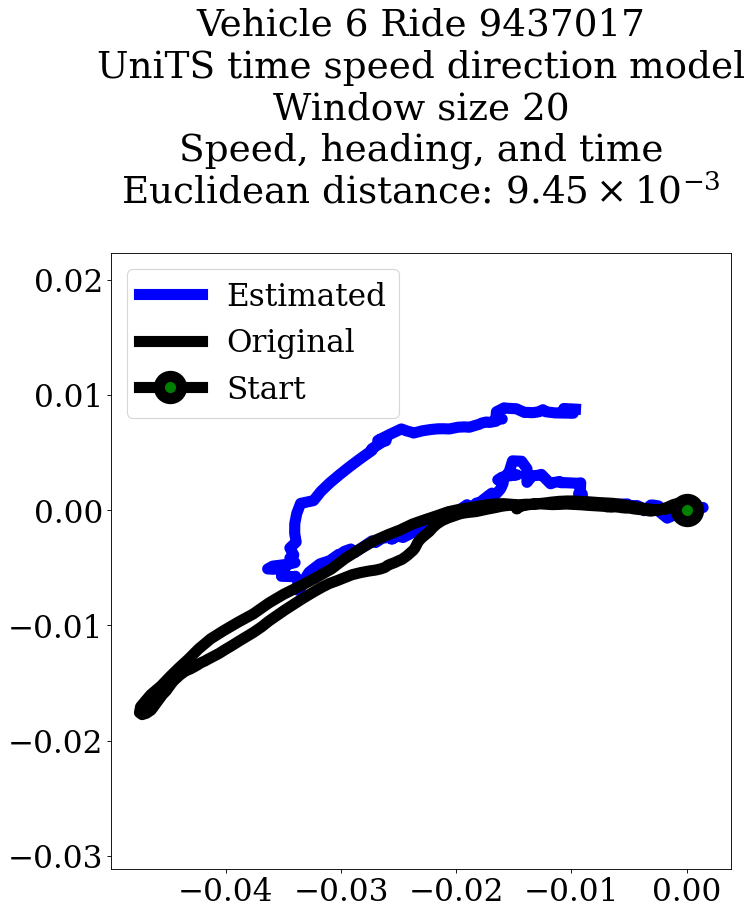 Vehicle 6 Ride 9437017
UniTS time speed direction model
Window size 20
Speed, heading, and time
Euclidean distance: 9.45 × 10⁻³
Estimated
Original
Start
0.02
0.01
0.00
−0.01
−0.02
−0.03
−0.04 −0.03 −0.02 −0.01 0.00